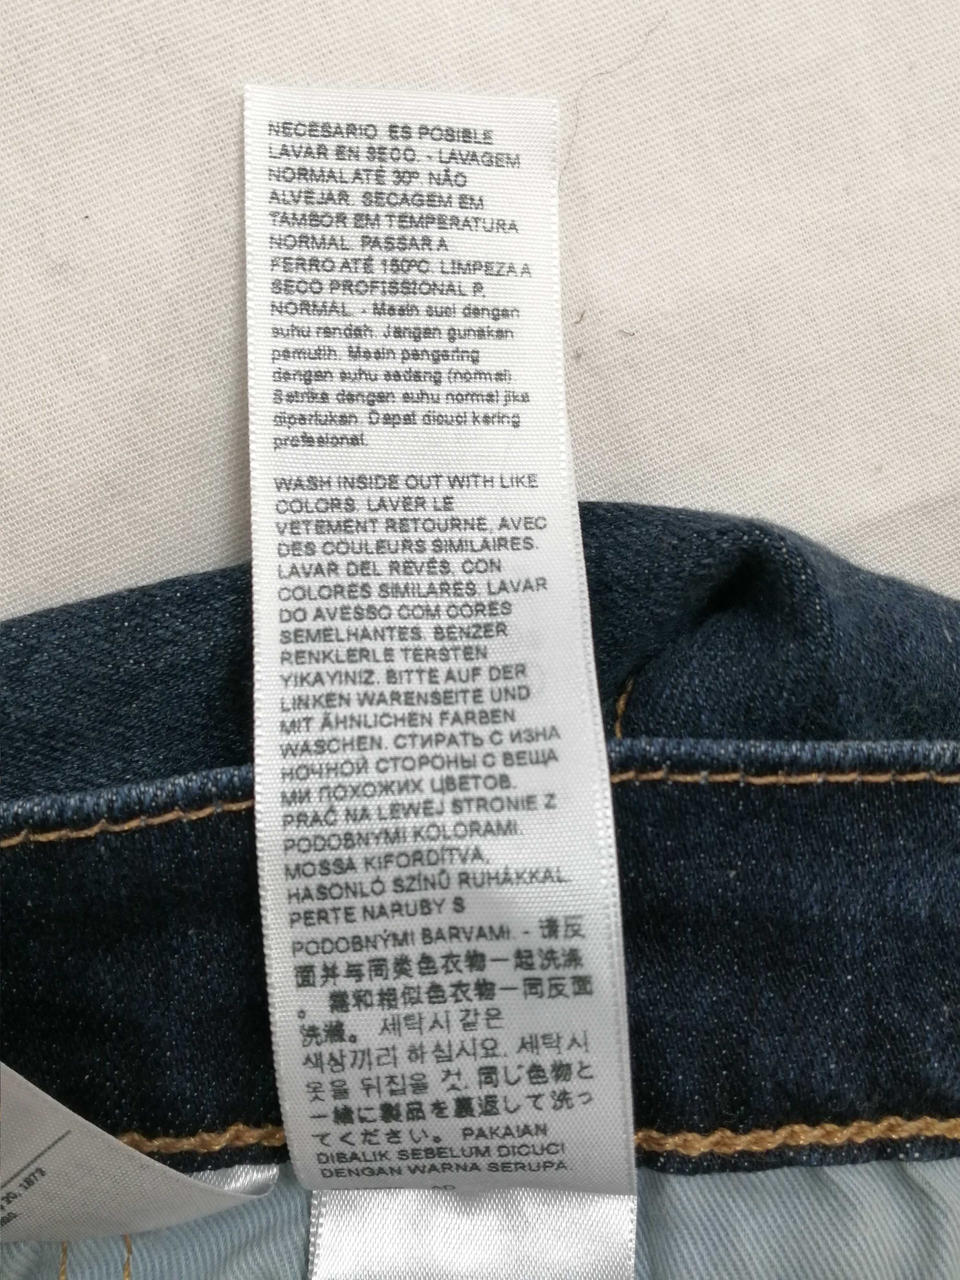 NECESARIO. ES POSIBLE
LAVAR EN SECO. - LAVAGEM
NORMAL ATÉ 30º. NÃO
ALVEJAR. SECAGEM EM
TAMBOR EM TEMPERATURA
NORMAL. PASSAR A
FERRO ATÉ 150ºC. LIMPEZA A
SECO PROFISSIONAL P,
NORMAL. - Mesin cuci dengan
suhu rendah. Jangan gunakan
pemutih. Mesin pengering
dengan suhu sedang (normal).
Setrika dengan suhu normal jika
diperlukan. Dapat dicuci kering
profesional.
WASH INSIDE OUT WITH LIKE
COLORS. LAVER LE
VETEMENT RETOURNE, AVEC
DES COULEURS SIMILAIRES.
LAVAR DEL REVÉS, CON
COLORES SIMILARES. LAVAR
DO AVESSO COM CORES
SEMELHANTES. BENZER
RENKLERLE TERSTEN
YIKAYINIZ. BITTE AUF DER
LINKEN WARENSEITE UND
MIT ÄHNLICHEN FARBEN
WASCHEN. СТИРАТЬ С ИЗНА
НОЧНОЙ СТОРОНЫ С ВЕЩА
МИ ПОХОЖИХ ЦВЕТОВ.
PRAĆ NA LEWEJ STRONIE Z
PODOBNYMI KOLORAMI.
MOSSA KIFORDÍTVA,
HASONLÓ SZÍNŰ RUHÁKKAL.
PERTE NARUBY S
PODOBNÝMI BARVAMI. - 请反
面并与同类色衣物一起洗涤
。 和相似色衣物一同反面
洗滌。 세탁시 같은
색상끼리 하십시요. 세탁시
옷을 뒤집을 것. 同じ色物と
一緒に製品を裏返して洗っ
てください。 PAKAIAN
DIBALIK SEBELUM DICUCI
DENGAN WARNA SERUPA.
20, 1873